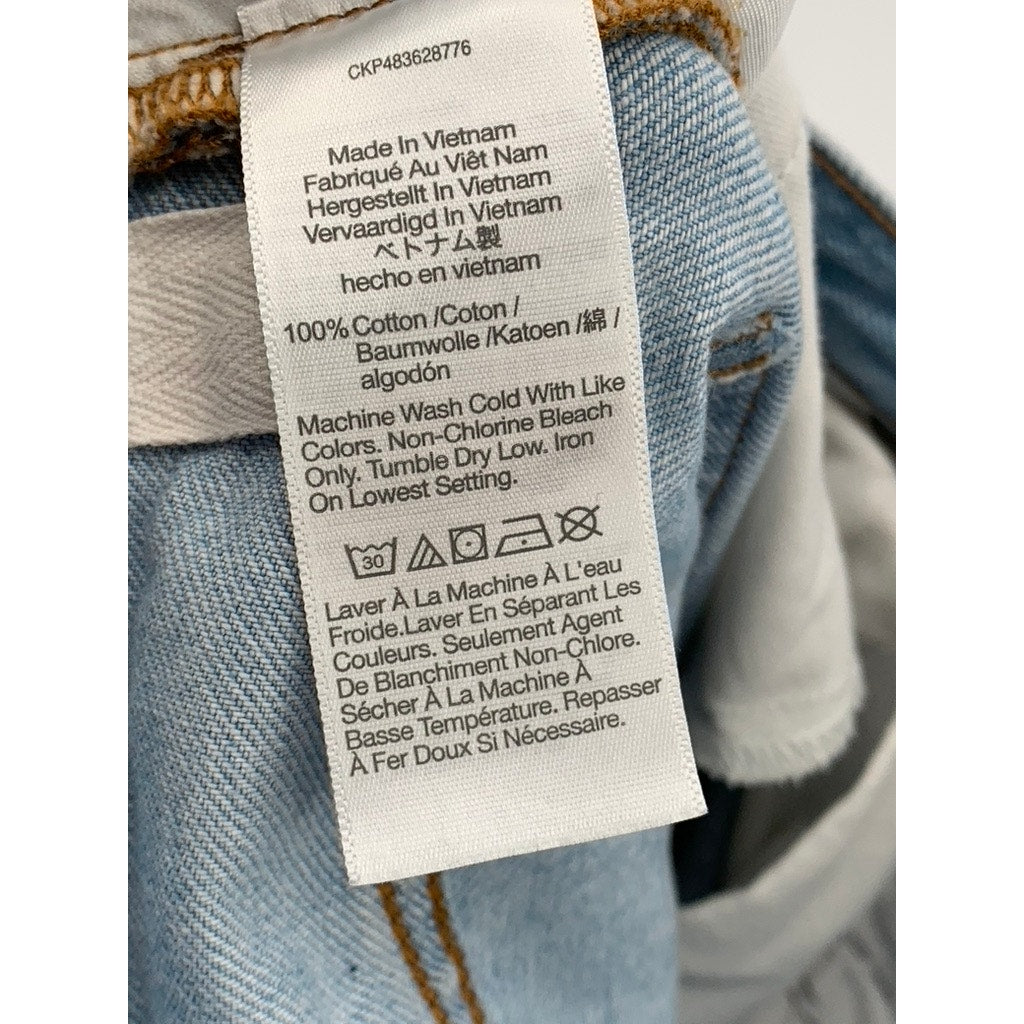 CKP483628776
Made In Vietnam
Fabriqué Au Viêt Nam
Hergestellt In Vietnam
Vervaardigd In Vietnam
ベトナム製
hecho en vietnam
100% Cotton /Coton /
Baumwolle /Katoen /綿 /
algodón
Machine Wash Cold With Like
Colors. Non-Chlorine Bleach
Only. Tumble Dry Low. Iron
On Lowest Setting.
30
Laver À La Machine À L'eau
Froide.Laver En Séparant Les
Couleurs. Seulement Agent
De Blanchiment Non-Chlore.
Sécher À La Machine À
Basse Température. Repasser
À Fer Doux Si Nécessaire.